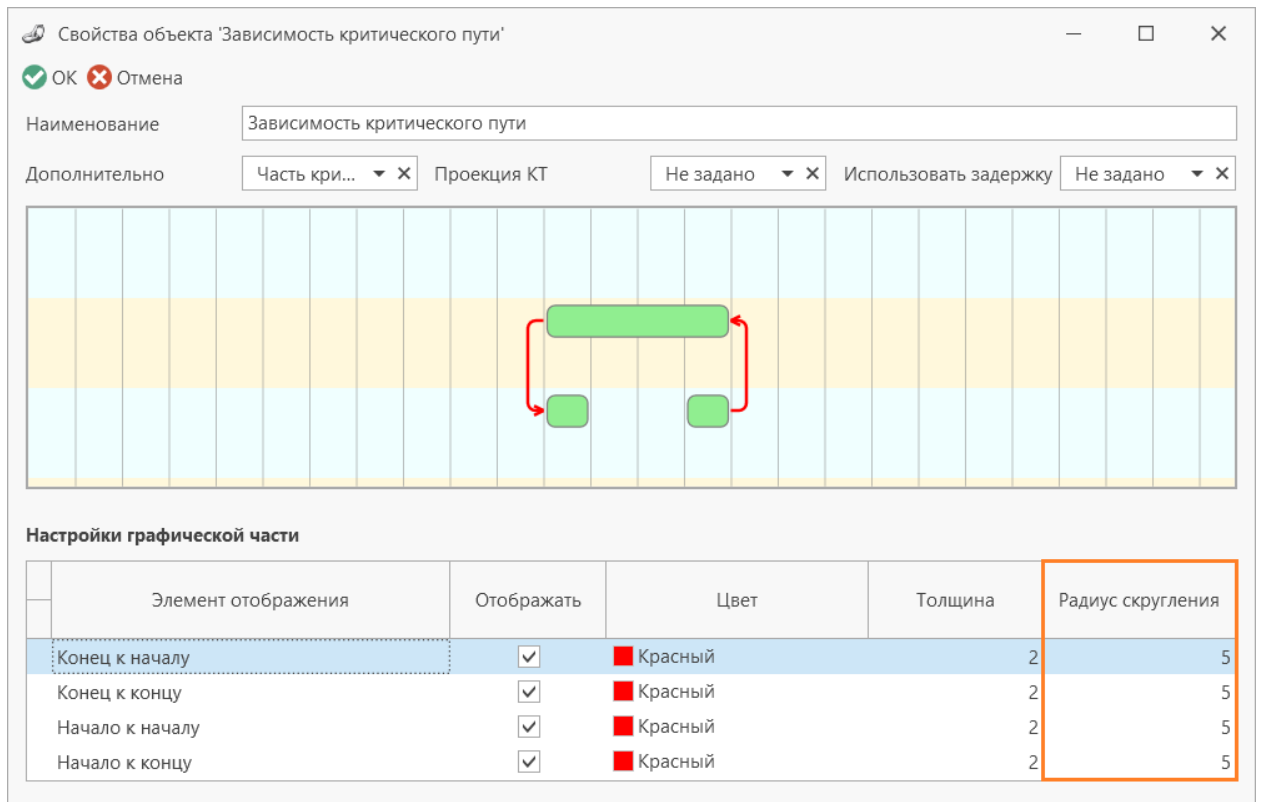 Свойства объекта 'Зависимость критического пути'
ОК Отмена
Наименование Зависимость критического пути
Дополнительно Часть кри... Проекция КТ Не задано Использовать задержку Не задано
Настройки графической части
Элемент отображения Отображать Цвет Толщина Радиус скругления
Конец к началу Красный 2 5
Конец к концу Красный 2 5
Начало к началу Красный 2 5
Начало к концу Красный 2 5